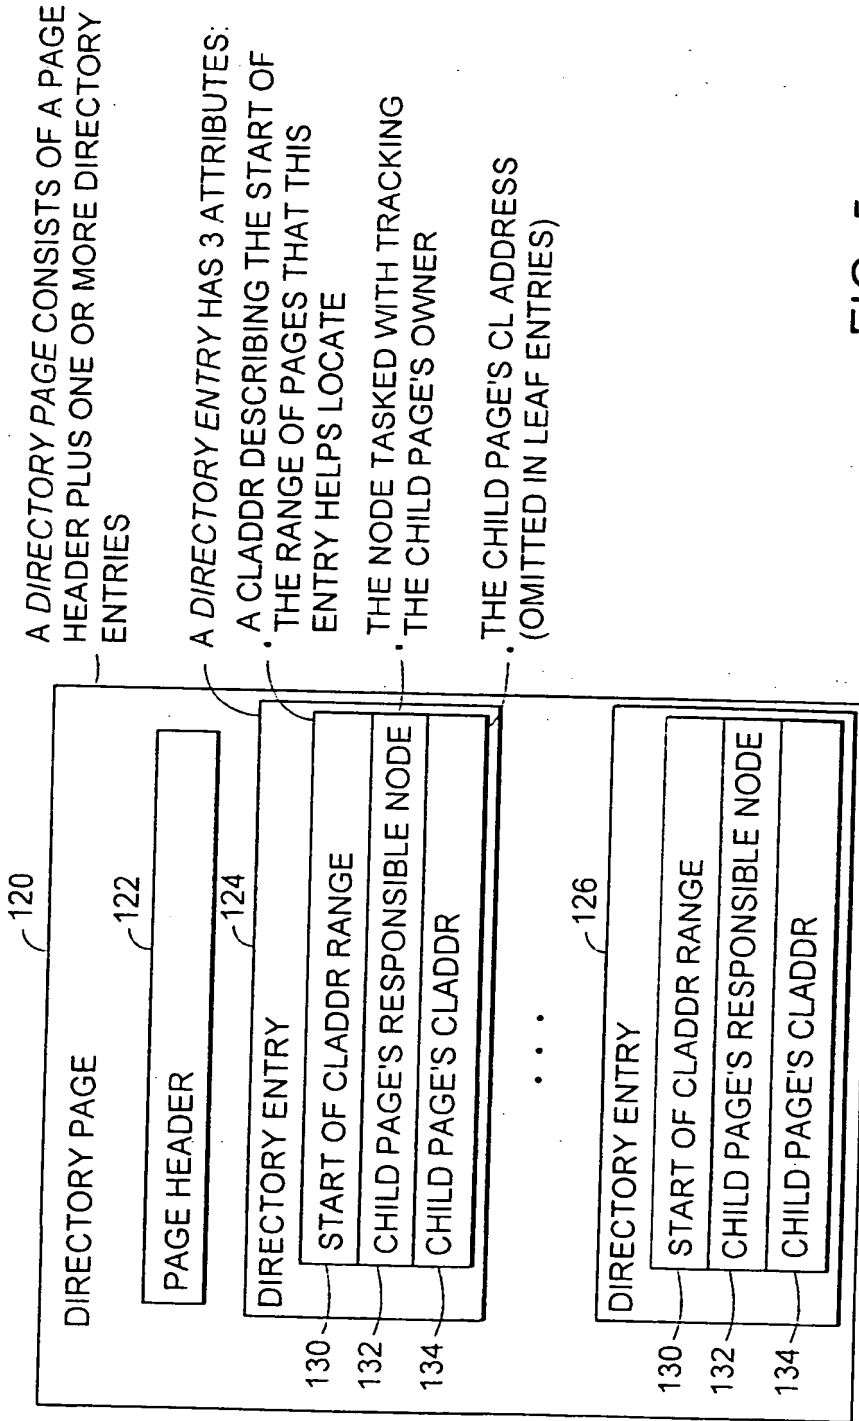 DIRECTORY PAGE
120
PAGE HEADER
122
DIRECTORY ENTRY
124
130
START OF CLADDR RANGE
132
CHILD PAGE'S RESPONSIBLE NODE
134
CHILD PAGE'S CLADDR
. . .
DIRECTORY ENTRY
126
130
START OF CLADDR RANGE
132
CHILD PAGE'S RESPONSIBLE NODE
134
CHILD PAGE'S CLADDR
A DIRECTORY PAGE CONSISTS OF A PAGE
HEADER PLUS ONE OR MORE DIRECTORY
ENTRIES
A DIRECTORY ENTRY HAS 3 ATTRIBUTES:
• A CLADDR DESCRIBING THE START OF
THE RANGE OF PAGES THAT THIS
ENTRY HELPS LOCATE
• THE NODE TASKED WITH TRACKING
THE CHILD PAGE'S OWNER
• THE CHILD PAGE'S CL ADDRESS
(OMITTED IN LEAF ENTRIES)
FIG.